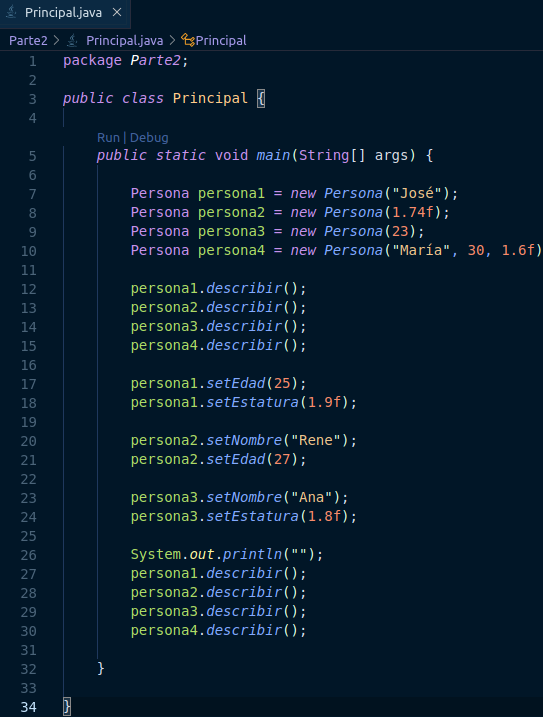 Principal.java ×
Parte2 > Principal.java > Principal
1 package Parte2;
2
3 public class Principal {
4
Run | Debug
5 public static void main(String[] args) {
6
7 Persona persona1 = new Persona("José");
8 Persona persona2 = new Persona(1.74f);
9 Persona persona3 = new Persona(23);
10 Persona persona4 = new Persona("María", 30, 1.6f)
11
12 persona1.describir();
13 persona2.describir();
14 persona3.describir();
15 persona4.describir();
16
17 persona1.setEdad(25);
18 persona1.setEstatura(1.9f);
19
20 persona2.setNombre("Rene");
21 persona2.setEdad(27);
22
23 persona3.setNombre("Ana");
24 persona3.setEstatura(1.8f);
25
26 System.out.println("");
27 persona1.describir();
28 persona2.describir();
29 persona3.describir();
30 persona4.describir();
31
32 }
33
34 }